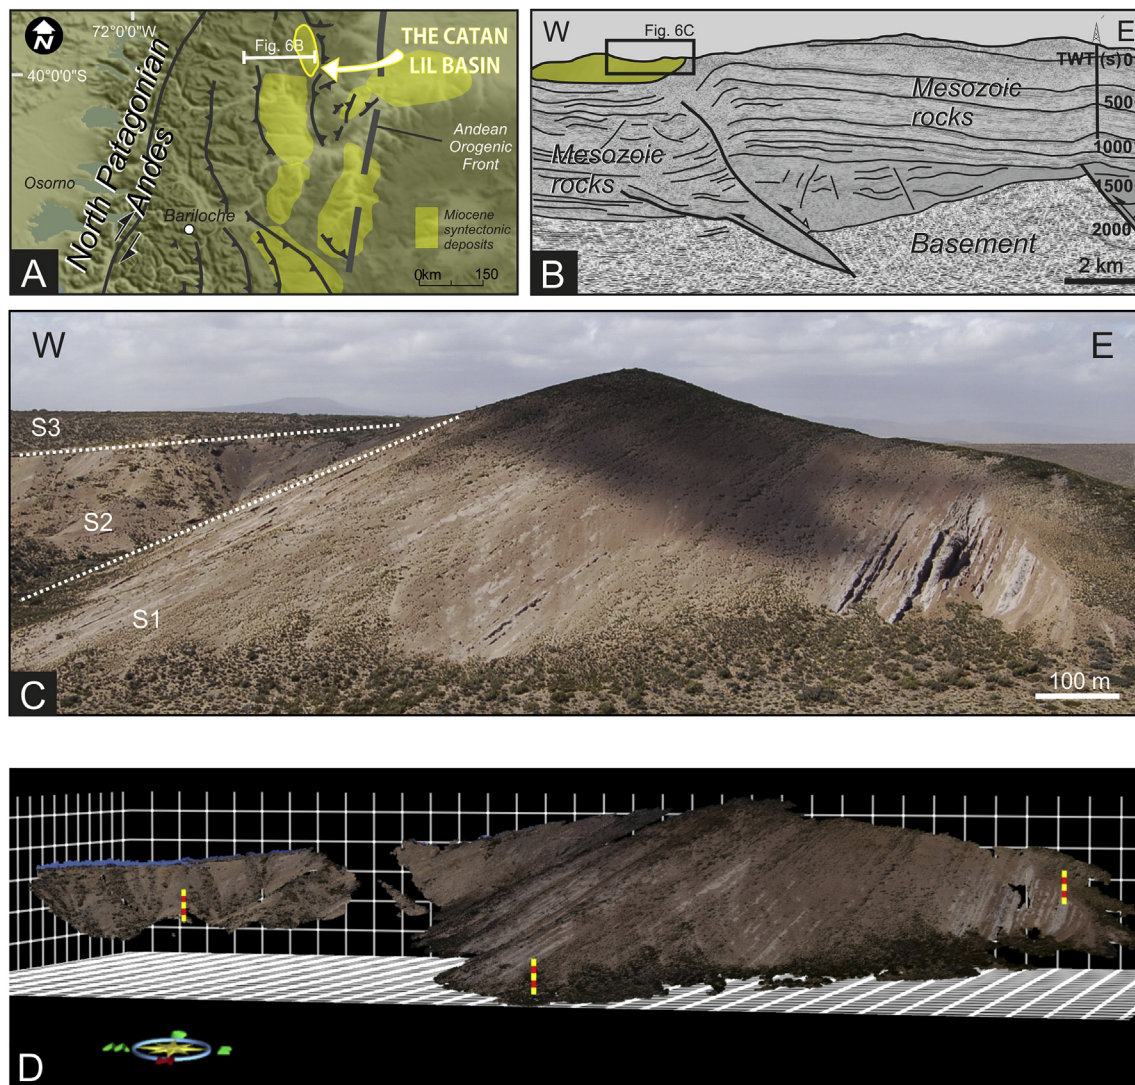 N
72°0'0"W
40°0'0"S
Fig. 6B
THE CATAN
LIL BASIN
Andean
Orogenic
Front
North Patagonian
Andes
Osorno
Bariloche
Miocene
syntectonic
deposits
0km 150
A
W
Fig. 6C
E
TWT (s) 0
Mesozoic
rocks
500
1000
Mesozoic
rocks
1500
2000
Basement
2 km
B
W
E
S3
S2
S1
100 m
C
D